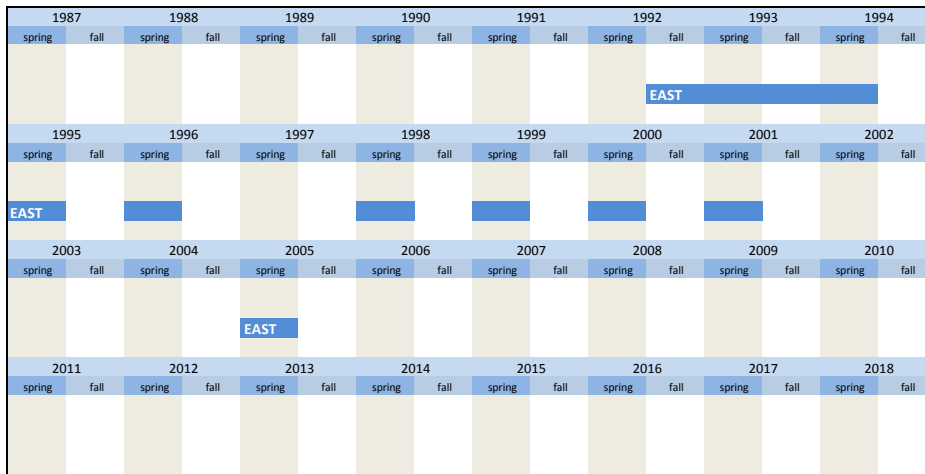 1987 1988 1989 1990 1991 1992 1993 1994
spring fall spring fall spring fall spring fall spring fall spring fall spring fall spring fall
EAST
1995 1996 1997 1998 1999 2000 2001 2002
spring fall spring fall spring fall spring fall spring fall spring fall spring fall spring fall
EAST
2003 2004 2005 2006 2007 2008 2009 2010
spring fall spring fall spring fall spring fall spring fall spring fall spring fall spring fall
EAST
2011 2012 2013 2014 2015 2016 2017 2018
spring fall spring fall spring fall spring fall spring fall spring fall spring fall spring fall